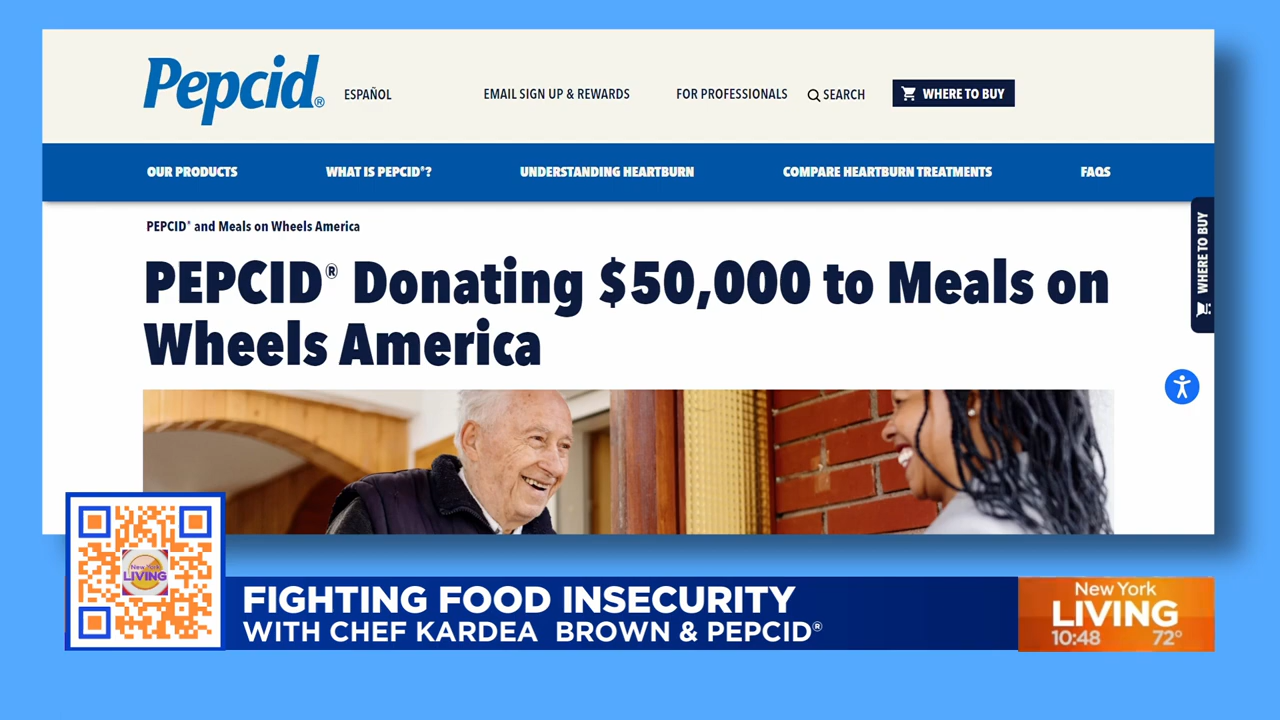 Pepcid®
ESPAÑOL
EMAIL SIGN UP & REWARDS
FOR PROFESSIONALS
SEARCH
WHERE TO BUY
OUR PRODUCTS
WHAT IS PEPCID®?
UNDERSTANDING HEARTBURN
COMPARE HEARTBURN TREATMENTS
FAQS
PEPCID® and Meals on Wheels America
WHERE TO BUY
PEPCID® Donating $50,000 to Meals on
Wheels America
New York
LIVING
FIGHTING FOOD INSECURITY
WITH CHEF KARDEA BROWN & PEPCID®
New York
LIVING
10:48 72°